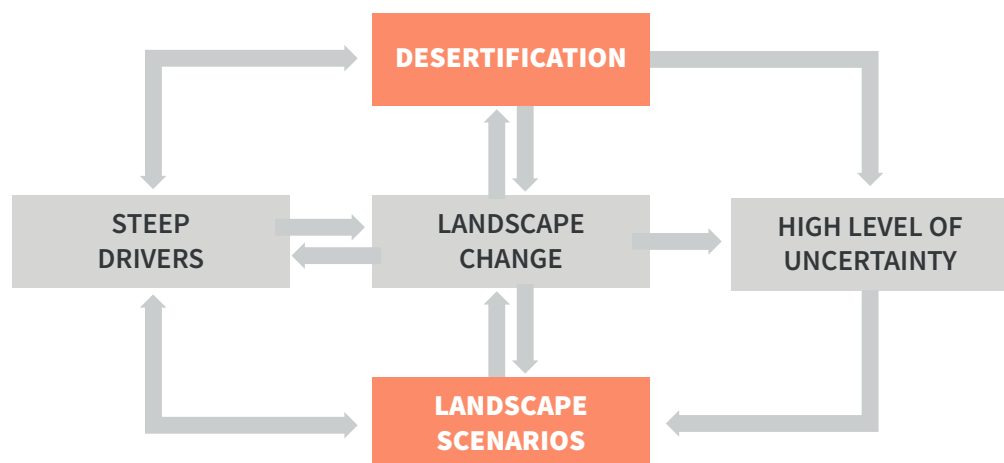 DESERTIFICATION
STEEP
DRIVERS
LANDSCAPE
CHANGE
HIGH LEVEL OF
UNCERTAINTY
LANDSCAPE
SCENARIOS